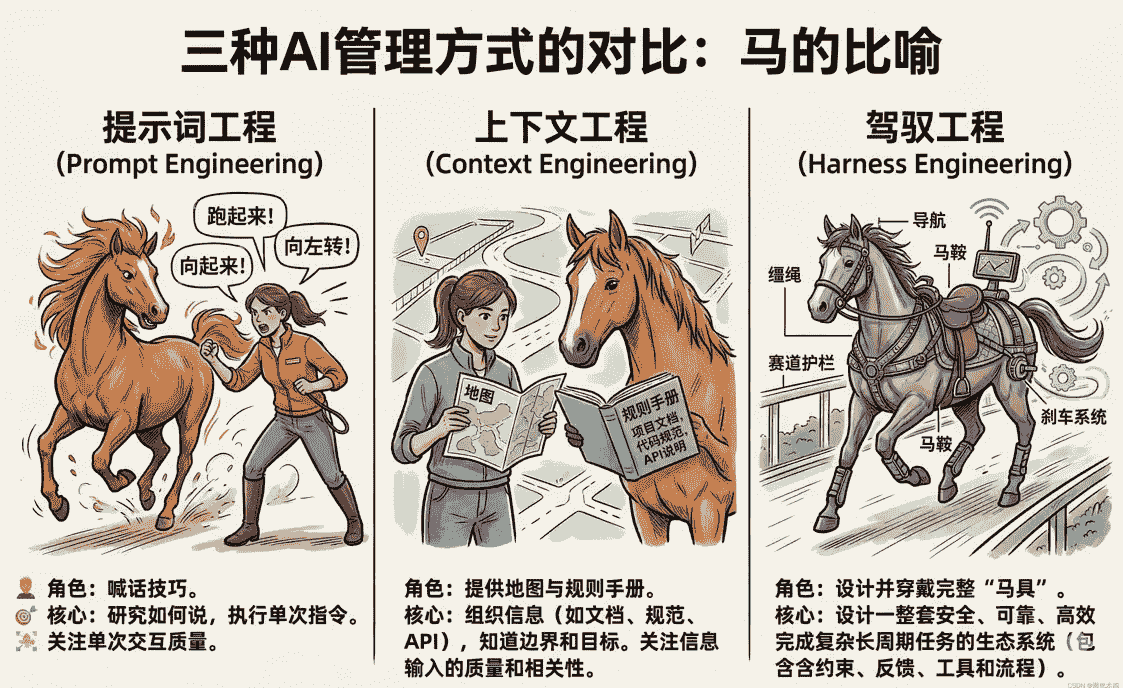 三种AI管理方式的对比：马的比喻
提示词工程
(Prompt Engineering)
跑起来!
向起来!
向左转!
角色：喊话技巧。
核心：研究如何说，执行单次指令。
关注单次交互质量。
上下文工程
(Context Engineering)
地图
规则手册
项目文档,
代码规范,
API说明
角色：提供地图与规则手册。
核心：组织信息（如文档、规范、
API），知道边界和目标。关注信息
输入的质量和相关性。
驾驭工程
(Harness Engineering)
导航
马鞍
缰绳
赛道护栏
刹车系统
马鞍
角色：设计并穿戴完整“马具”。
核心：设计一整套安全、可靠、高效
完成复杂长周期任务的生态系统（包
含含约束、反馈、工具和流程）。